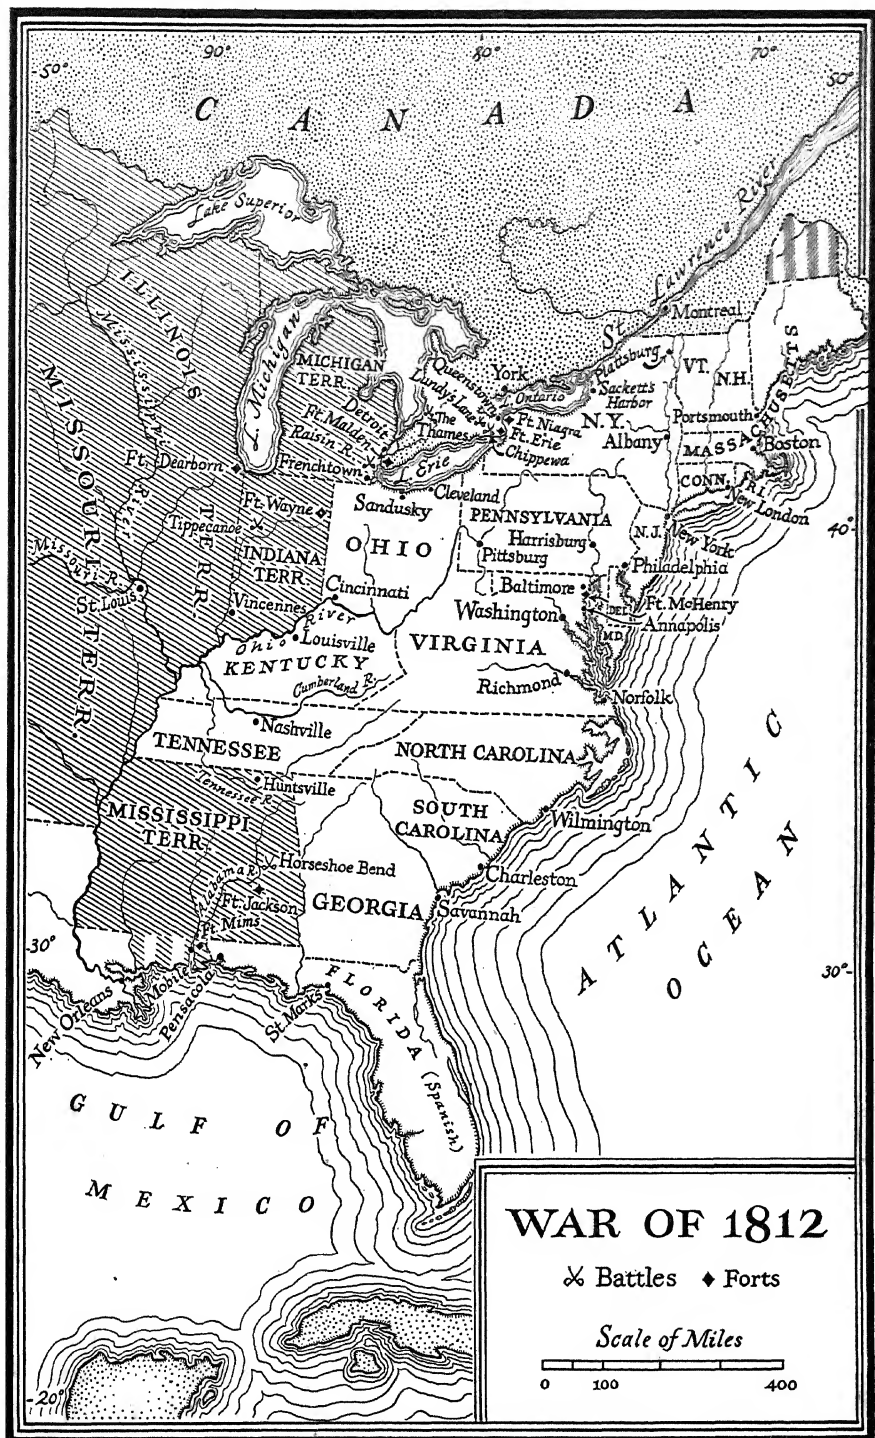 90°
80°
70°
50°
50°
CANADA
Lake Superior
St. Lawrence River
Montreal
ILLINOIS TERR.
Mississippi River
L. Michigan
MICHIGAN
TERR.
MISSOURI TERR.
Missouri R.
Detroit
Ft. Malden
Raisin R.
Frenchtown
Queenstown
Lundy's Lane
The
Thames
York
Ontario
Plattsburg
Sackett's
Harbor
VT.
N.H.
MASSACHUSETTS
Portsmouth
N.Y.
Albany
Ft. Niagra
Ft. Erie
Chippewa
MASSACHUSETTS
Boston
CONN.
R.I.
New London
L. Erie
Ft. Dearborn
Ft. Wayne
Tippecanoe
INDIANA
TERR.
Sandusky
Cleveland
OHIO
PENNSYLVANIA
Harrisburg
Pittsburg
N.J.
New York
40°
Philadelphia
St. Louis
Vincennes
Cincinnati
Baltimore
DEL.
Ft. McHenry
Washington
Annapolis
MD.
Ohio River
Louisville
KENTUCKY
Cumberland R.
VIRGINIA
Richmond
Norfolk
Nashville
TENNESSEE
NORTH CAROLINA
Tennessee R.
Huntsville
MISSISSIPPI
TERR.
SOUTH
CAROLINA
Wilmington
Alabama R.
Horseshoe Bend
Charleston
Ft. Jackson
Ft. Mims
GEORGIA
Savannah
ATLANTIC
OCEAN
30°
30°
New Orleans
Mobile
Pensacola
St. Marks
FLORIDA (Spanish)
GULF OF
MEXICO
20°
WAR OF 1812
Battles
Forts
Scale of Miles
0 100 400